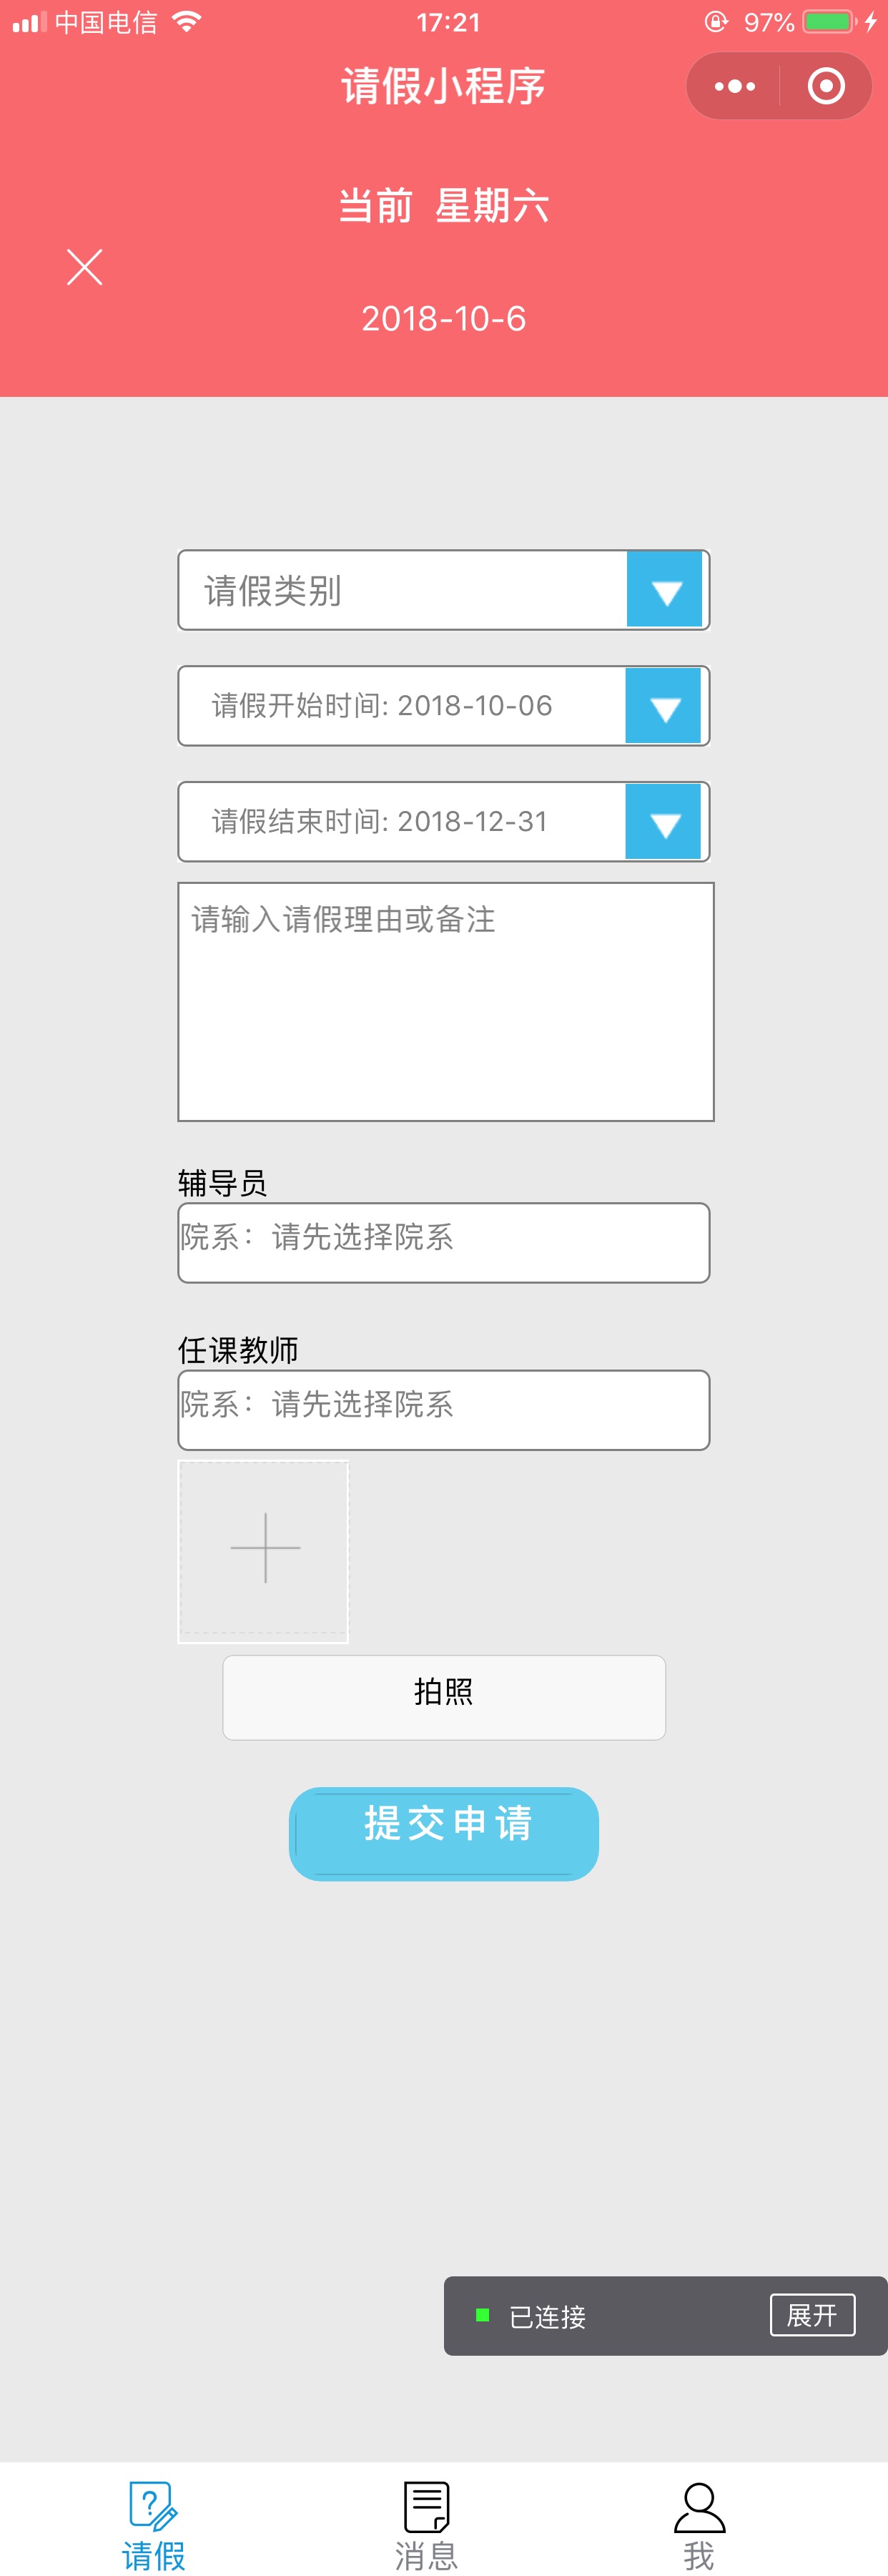 中国电信 17:21 97%
请假小程序
当前 星期六
2018-10-6
请假类别
请假开始时间: 2018-10-06
请假结束时间: 2018-12-31
请输入请假理由或备注
辅导员
院系：请先选择院系
任课教师
院系：请先选择院系
拍照
提交申请
已连接 展开
请假 消息 我